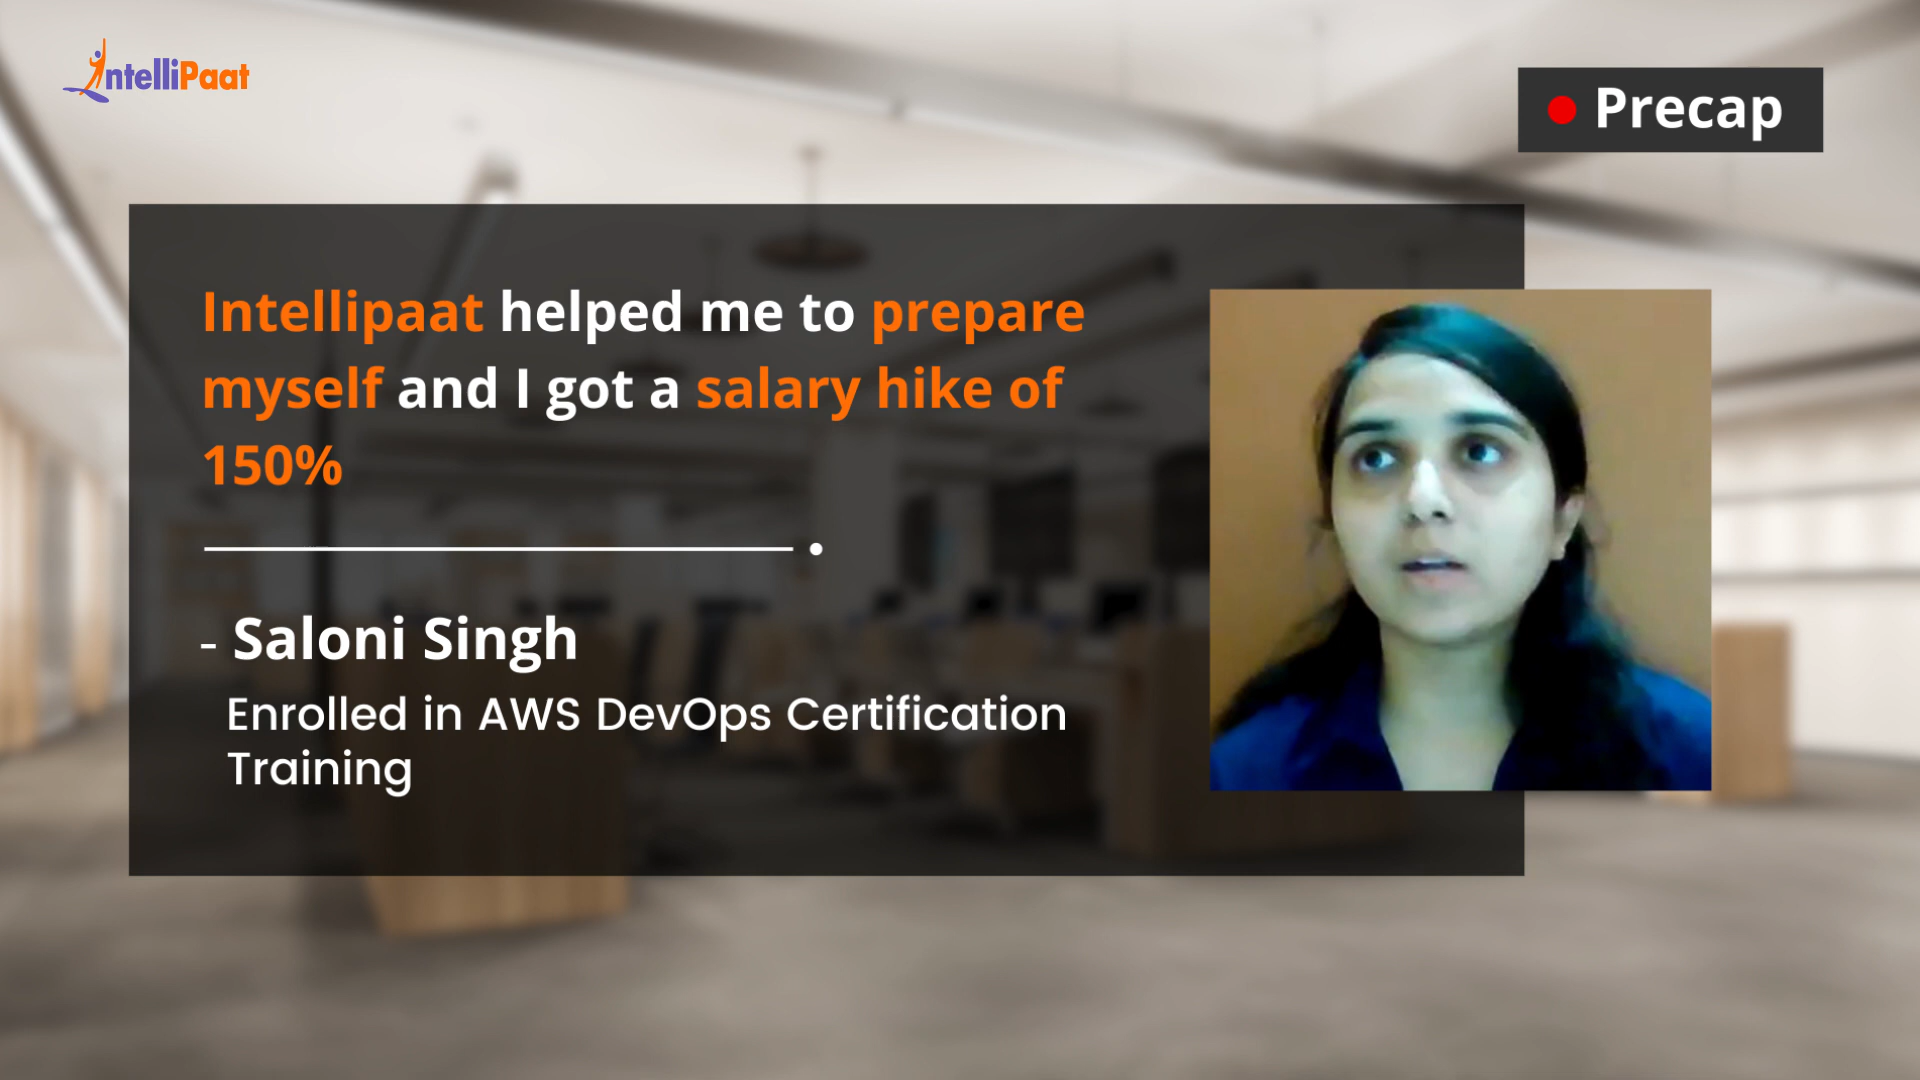 IntelliPaat
Precap
Intellipaat helped me to prepare
myself and I got a salary hike of
150%
- Saloni Singh
Enrolled in AWS DevOps Certification
Training